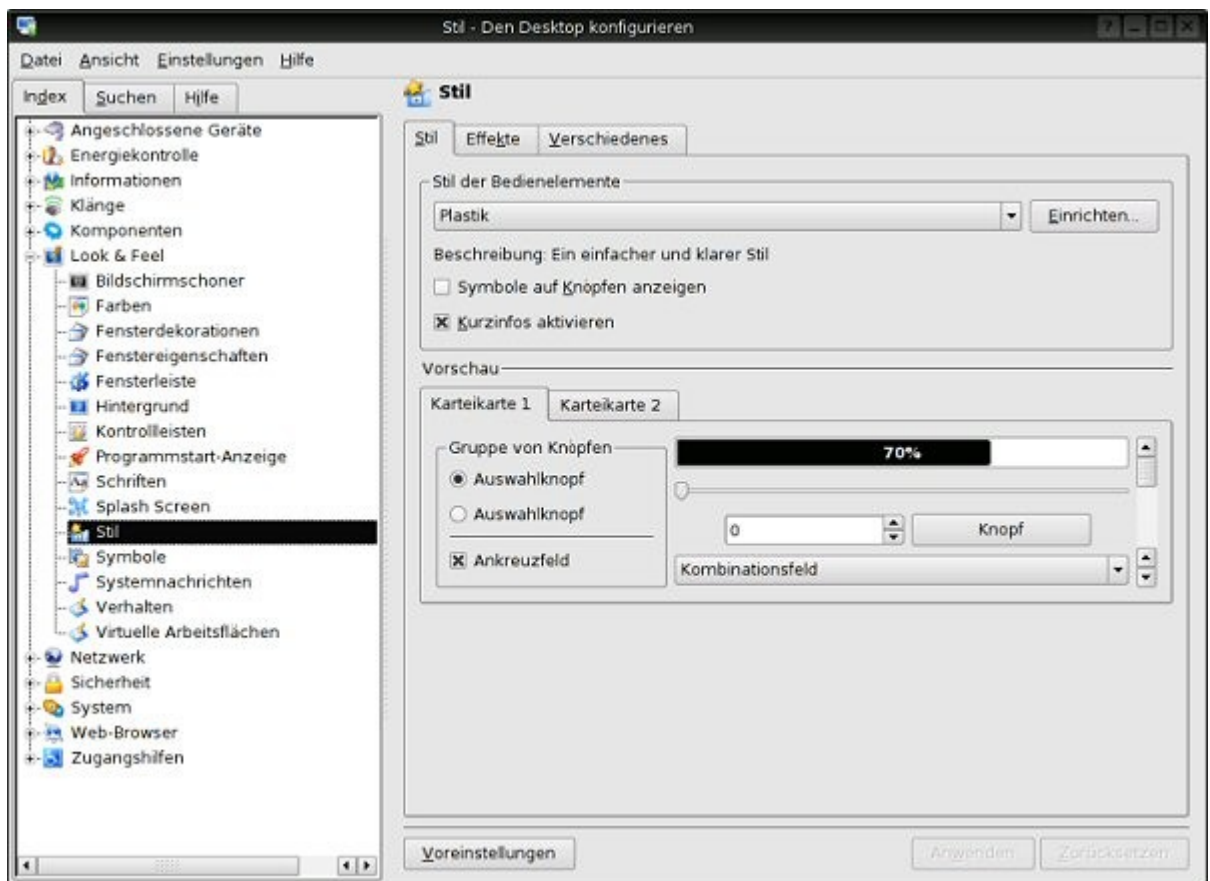 Stil - Den Desktop konfigurieren
Datei Ansicht Einstellungen Hilfe
Index Suchen Hilfe
Angeschlossene Geräte
Energiekontrolle
Informationen
Klänge
Komponenten
Look & Feel
Bildschirmschoner
Farben
Fensterdekorationen
Fenstereigenschaften
Fensterleiste
Hintergrund
Kontrolleisten
Programmstart-Anzeige
Schriften
Splash Screen
Stil
Symbole
Systemnachrichten
Verhalten
Virtuelle Arbeitsflächen
Netzwerk
Sicherheit
System
Web-Browser
Zugangshilfen
Stil
Stil Effekte Verschiedenes
Stil der Bedienelemente
Plastik Einrichten...
Beschreibung: Ein einfacher und klarer Stil
Symbole auf Knöpfen anzeigen
Kurzinfos aktivieren
Vorschau
Karteikarte 1 Karteikarte 2
Gruppe von Knöpfen
Auswahlknopf
Auswahlknopf
Ankreuzfeld
70%
0 Knopf
Kombinationsfeld
Voreinstellungen Anwenden Zurücksetzen